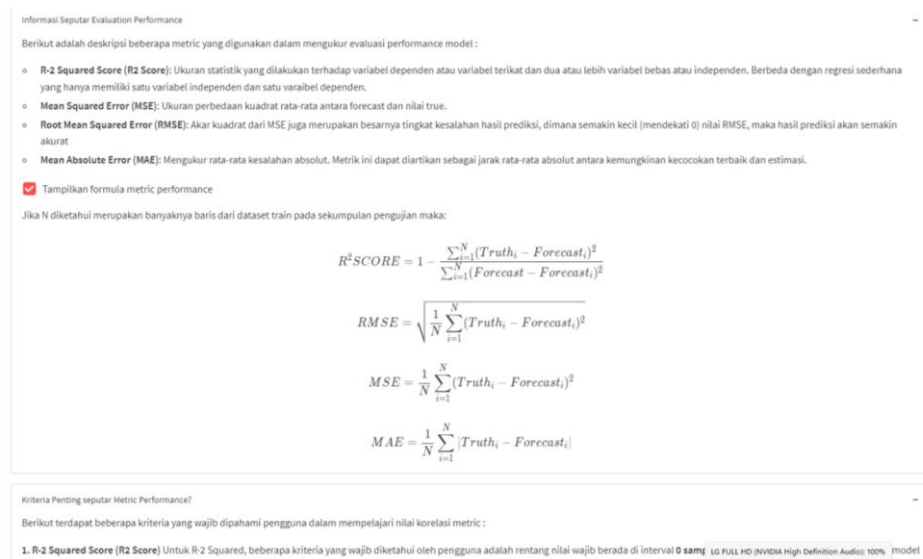 Informasi Seputar Evaluation Performance
Berikut adalah deskripsi beberapa metric yang digunakan dalam mengukur evaluasi performance model :
R-2 Squared Score (R2 Score): Ukuran statistik yang dilakukan terhadap variabel dependen atau variabel terikat dan dua atau lebih variabel bebas atau independen. Berbeda dengan regresi sederhana
yang hanya memiliki satu variabel independen dan satu varaibel dependen.
Mean Squared Error (MSE): Ukuran perbedaan kuadrat rata-rata antara forecast dan nilai true.
Root Mean Squared Error (RMSE): Akar kuadrat dari MSE juga merupakan besarnya tingkat kesalahan hasil prediksi, dimana semakin kecil (mendekati 0) nilai RMSE, maka hasil prediksi akan semakin
akurat
Mean Absolute Error (MAE): Mengukur rata-rata kesalahan absolut. Metrik ini dapat diartikan sebagai jarak rata-rata absolut antara kemungkinan kecocokan terbaik dan estimasi.
Tampilkan formula metric performance
Jika N diketahui merupakan banyaknya baris dari dataset train pada sekumpulan pengujian maka:
R²SCORE = 1 − ∑_{i=1}^{N}(Truth_i − Forecast_i)² / ∑_{i=1}^{N}(Forecast − Forecast_i)²
RMSE = √(1/N ∑_{i=1}^{N}(Truth_i − Forecast_i)²)
MSE = 1/N ∑_{i=1}^{N}(Truth_i − Forecast_i)²
MAE = 1/N ∑_{i=1}^{N}|Truth_i − Forecast_i|
Kriteria Penting seputar Metric Performance?
Berikut terdapat beberapa kriteria yang wajib dipahami pengguna dalam mempelajari nilai korelasi metric :
1. R-2 Squared Score (R2 Score) Untuk R-2 Squared, beberapa kriteria yang wajib diketahui oleh pengguna adalah rentang nilai wajib berada di interval 0 samp LG FULL HD (NVIDIA High Definition Audio): 100% model